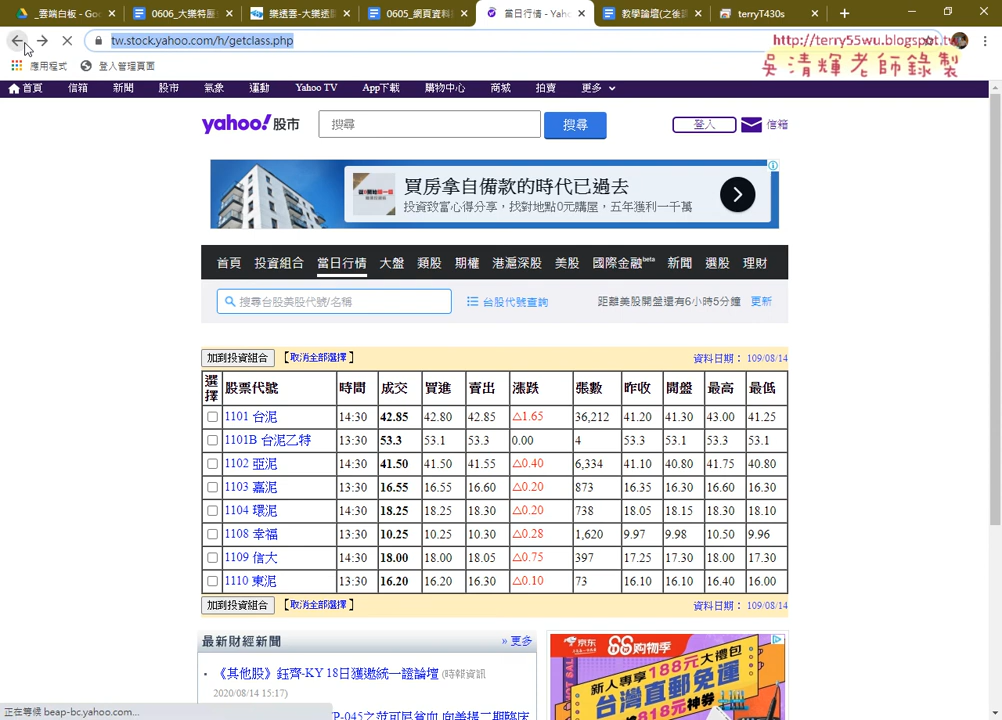 _雲端白板 - Goo
0606_大樂特歷
樂透雲-大樂透
0605_網頁資料
當日行情 - Yah
教學論壇(之後
terryT430s
tw.stock.yahoo.com/h/getclass.php
http://terry55wu.blogspot.tw
吳清輝老師錄製
應用程式 登入管理頁面
首頁 信箱 新聞 股市 氣象 運動 Yahoo TV App下載 購物中心 商城 拍賣 更多
yahoo!股市 搜尋 搜尋 登入 信箱
買房拿自備款的時代已過去
投資致富心得分享，找對地點0元購屋，五年獲利一千萬
首頁 投資組合 當日行情 大盤 類股 期權 港滬深股 美股 國際金融beta 新聞 選股 理財
搜尋台股美股代號/名稱 台股代號查詢 距離美股開盤還有6小時5分鐘 更新
加到投資組合 【取消全部選擇】 資料日期： 109/08/14
選擇 股票代號 時間 成交 買進 賣出 漲跌 張數 昨收 開盤 最高 最低
1101 台泥 14:30 42.85 42.80 42.85 △1.65 36,212 41.20 41.30 43.00 41.25
1101B 台泥乙特 13:30 53.3 53.1 53.3 0.00 4 53.3 53.1 53.3 53.1
1102 亞泥 14:30 41.50 41.50 41.55 △0.40 6,334 41.10 40.80 41.75 40.80
1103 嘉泥 13:30 16.55 16.55 16.60 △0.20 873 16.35 16.30 16.60 16.30
1104 環泥 14:30 18.25 18.25 18.30 △0.20 738 18.05 18.15 18.30 18.10
1108 幸福 13:30 10.25 10.25 10.30 △0.28 1,620 9.97 9.98 10.50 9.96
1109 信大 14:30 18.00 18.00 18.05 △0.75 397 17.25 17.30 18.00 17.30
1110 東泥 13:30 16.20 16.20 16.30 △0.10 73 16.10 16.10 16.40 16.00
加到投資組合 【取消全部選擇】 資料日期： 109/08/14
最新財經新聞 » 更多
《其他股》鈺齊-KY 18日獲邀統一證論壇 (時報資訊
2020/08/14 15:17)
京东 618购物季
新人专享188元大禮包
台灣直郵免運
正在等候 beap-bc.yahoo.com...